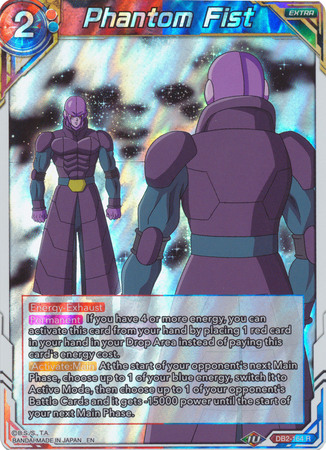 2
Phantom Fist
EXTRA
Energy-Exhaust
Permanent If you have 4 or more energy, you can
activate this card from your hand by placing 1 red card
in your hand in your Drop Area instead of paying this
card's energy cost.
Activate:Main At the start of your opponent's next Main
Phase, choose up to 1 of your blue energy, switch it to
Active Mode, then choose up to 1 of your opponent's
Battle Cards and it gets -15000 power until the start of
your next Main Phase.
©B.S./S., T.A.
BANDAI•MADE IN JAPAN EN
DB2-164 R